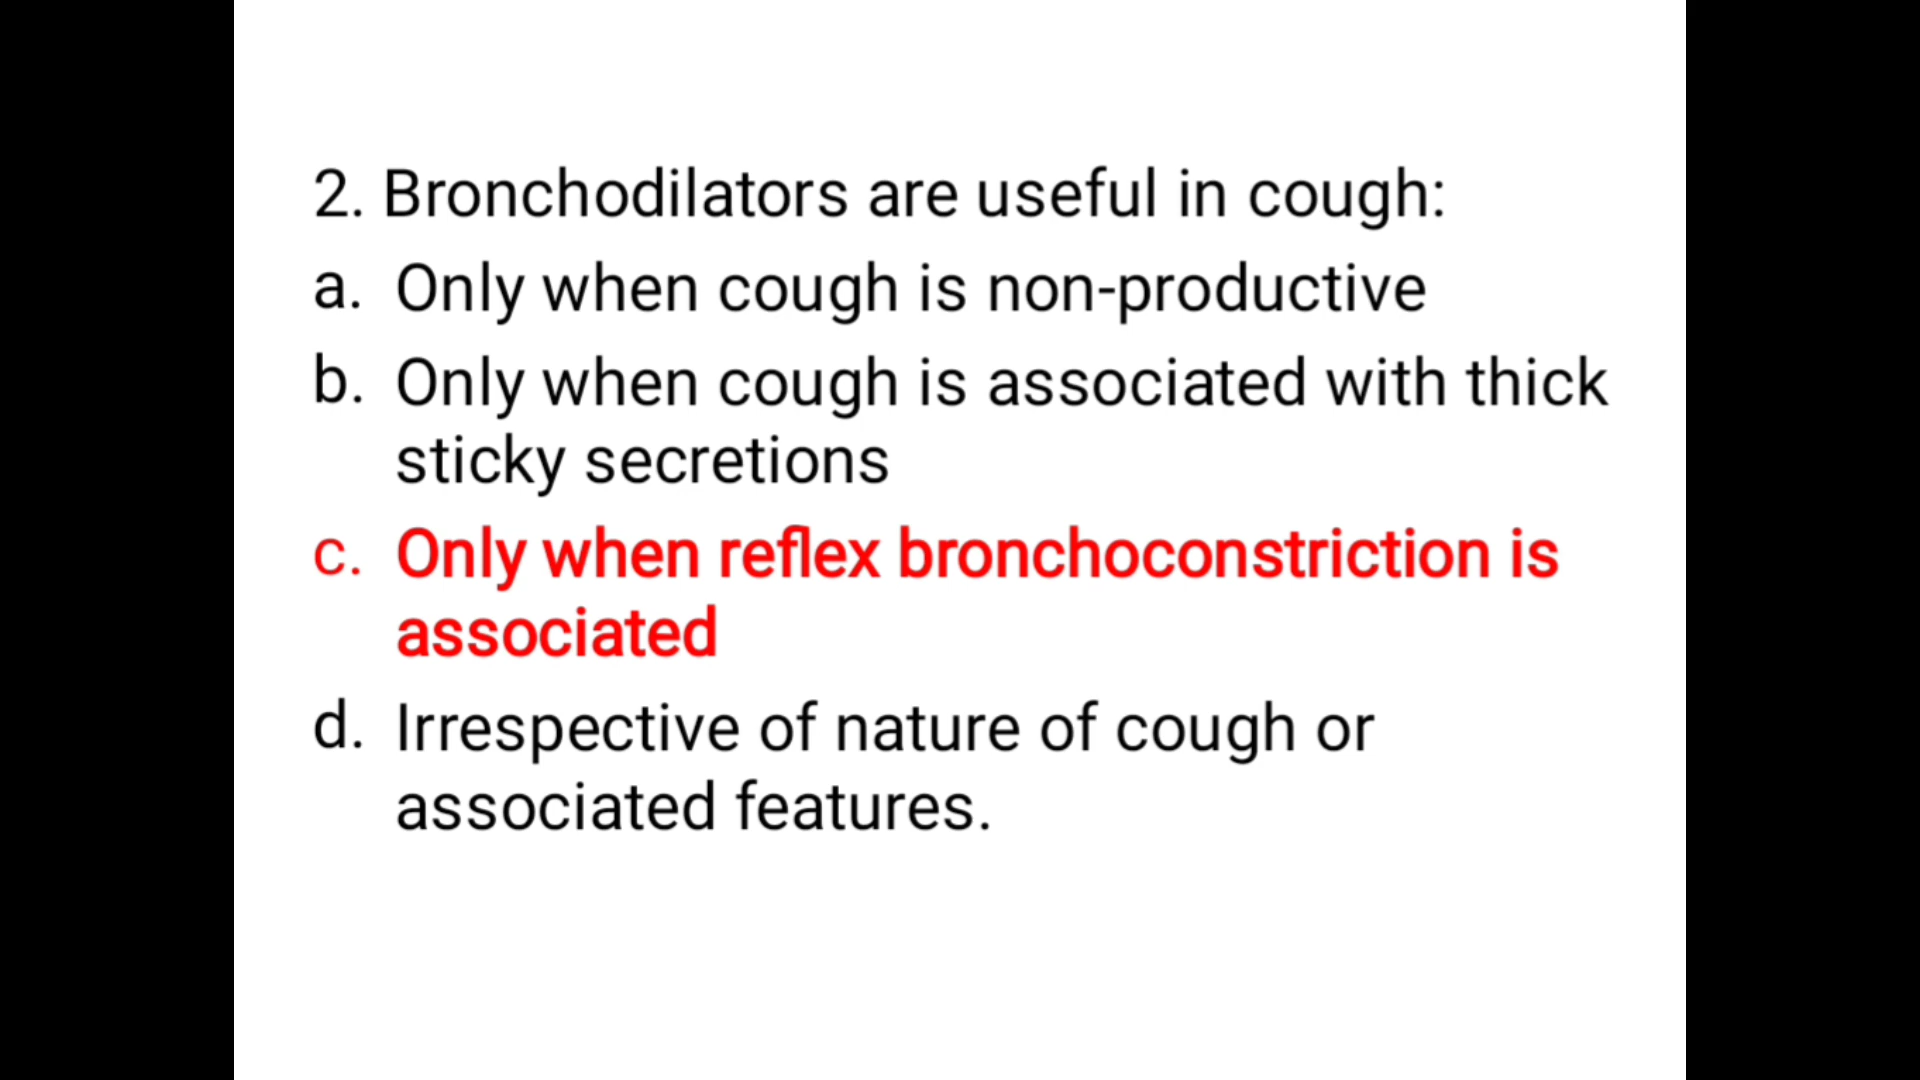 2. Bronchodilators are useful in cough:
a. Only when cough is non-productive
b. Only when cough is associated with thick
sticky secretions
c. Only when reflex bronchoconstriction is
associated
d. Irrespective of nature of cough or
associated features.